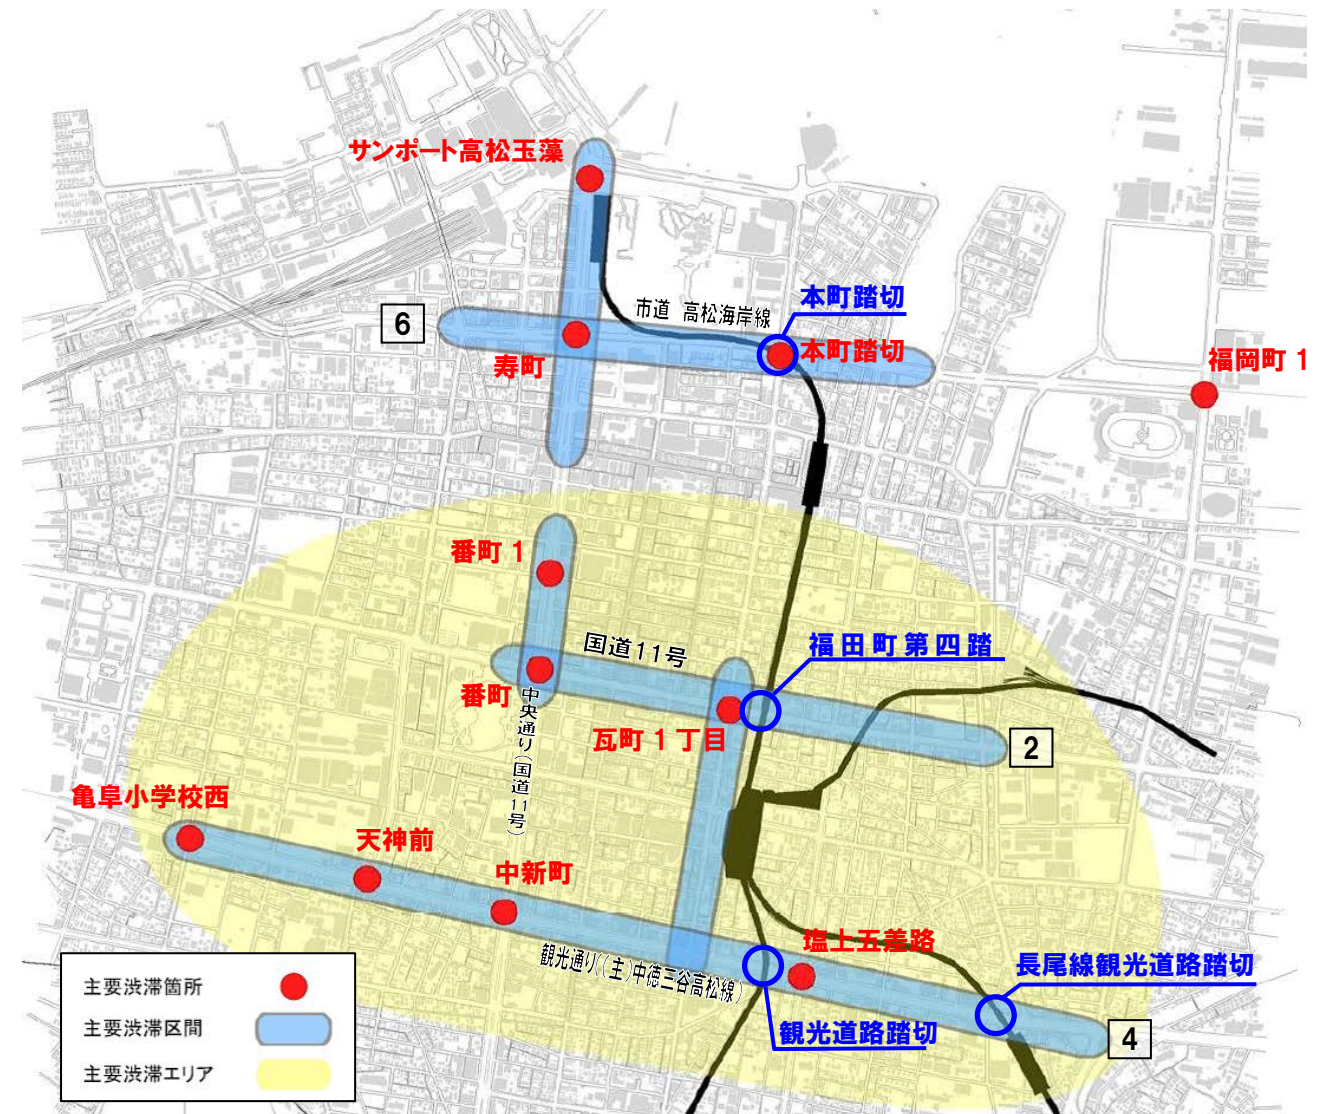 サンポート高松玉藻
市道 高松海岸線
本町踏切
6
寿町
本町踏切
福岡町 1
番町 1
国道11号
福田町第四踏
番町
中央通り(国道11号)
瓦町 1 丁目
2
亀阜小学校西
天神前
中新町
塩上五差路
観光通り((主)中徳三谷高松線)
長尾線観光道路踏切
観光道路踏切
4
主要渋滞箇所
主要渋滞区間
主要渋滞エリア